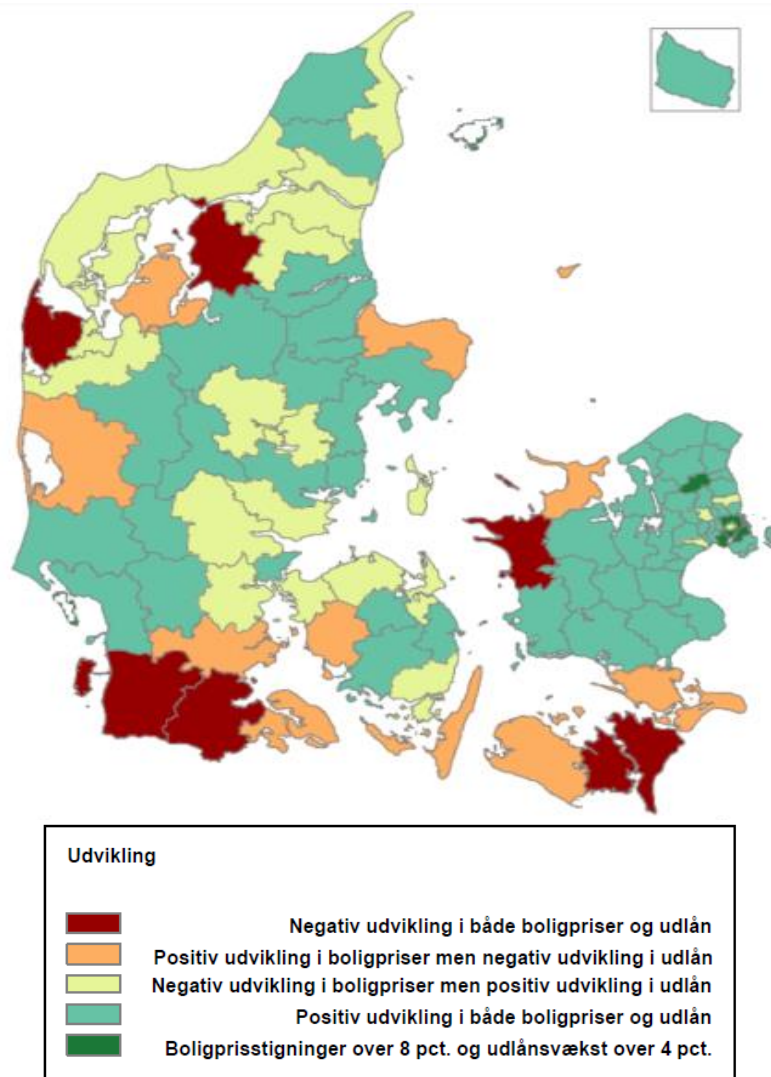 Udvikling
Negativ udvikling i både boligpriser og udlån
Positiv udvikling i boligpriser men negativ udvikling i udlån
Negativ udvikling i boligpriser men positiv udvikling i udlån
Positiv udvikling i både boligpriser og udlån
Boligprisstigninger over 8 pct. og udlånsvækst over 4 pct.